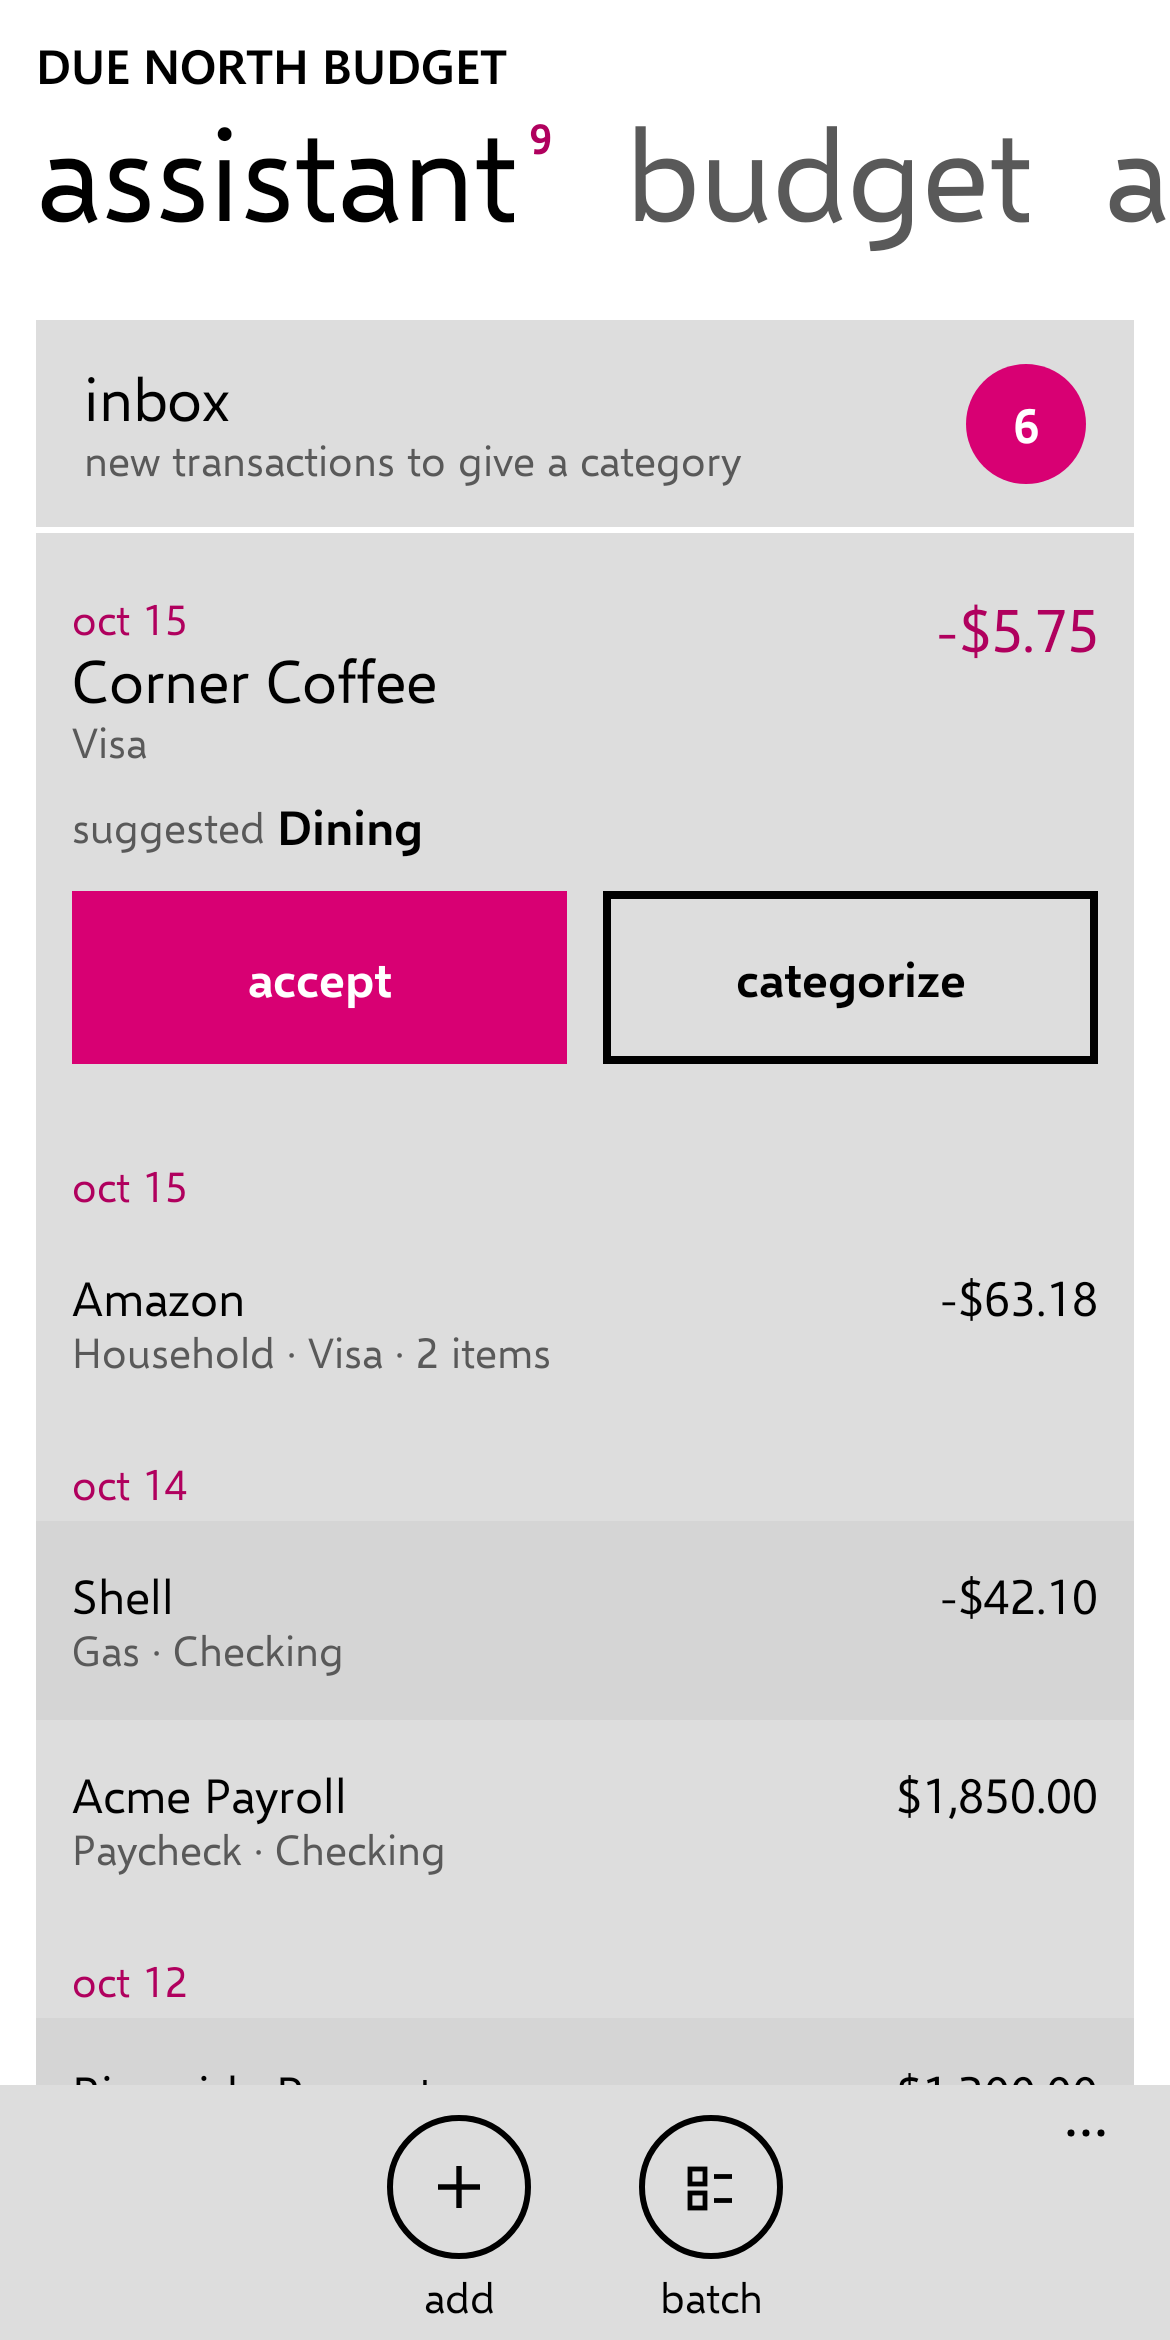 DUE NORTH BUDGET
assistant 9 budget a
inbox
new transactions to give a category
6
oct 15
-$5.75
Corner Coffee
Visa
suggested Dining
accept
categorize
oct 15
Amazon
-$63.18
Household · Visa · 2 items
oct 14
Shell
-$42.10
Gas · Checking
Acme Payroll
$1,850.00
Paycheck · Checking
oct 12
add
batch